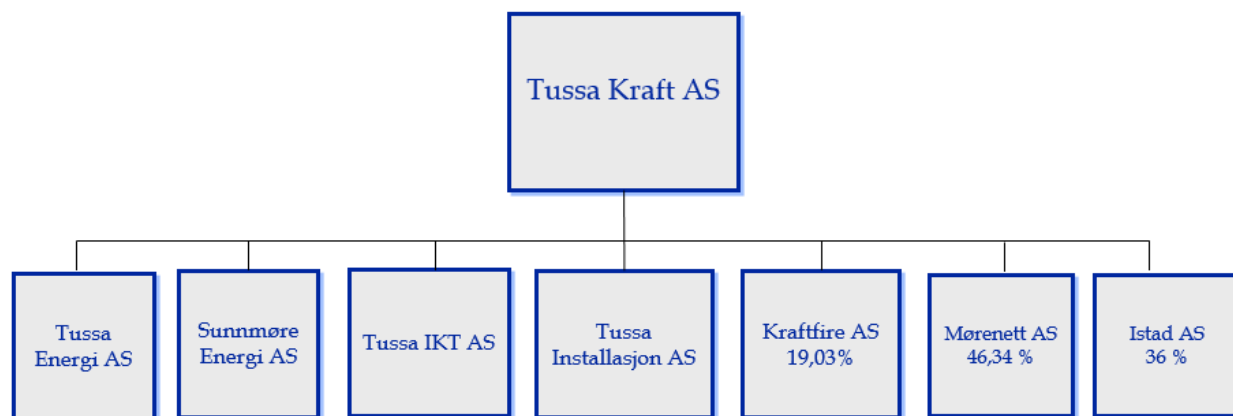 Tussa Kraft AS
Tussa
Energi AS
Sunnmøre
Energi AS
Tussa IKT AS
Tussa
Installasjon AS
Kraftfire AS
19,03%
Mørenett AS
46,34 %
Istad AS
36 %